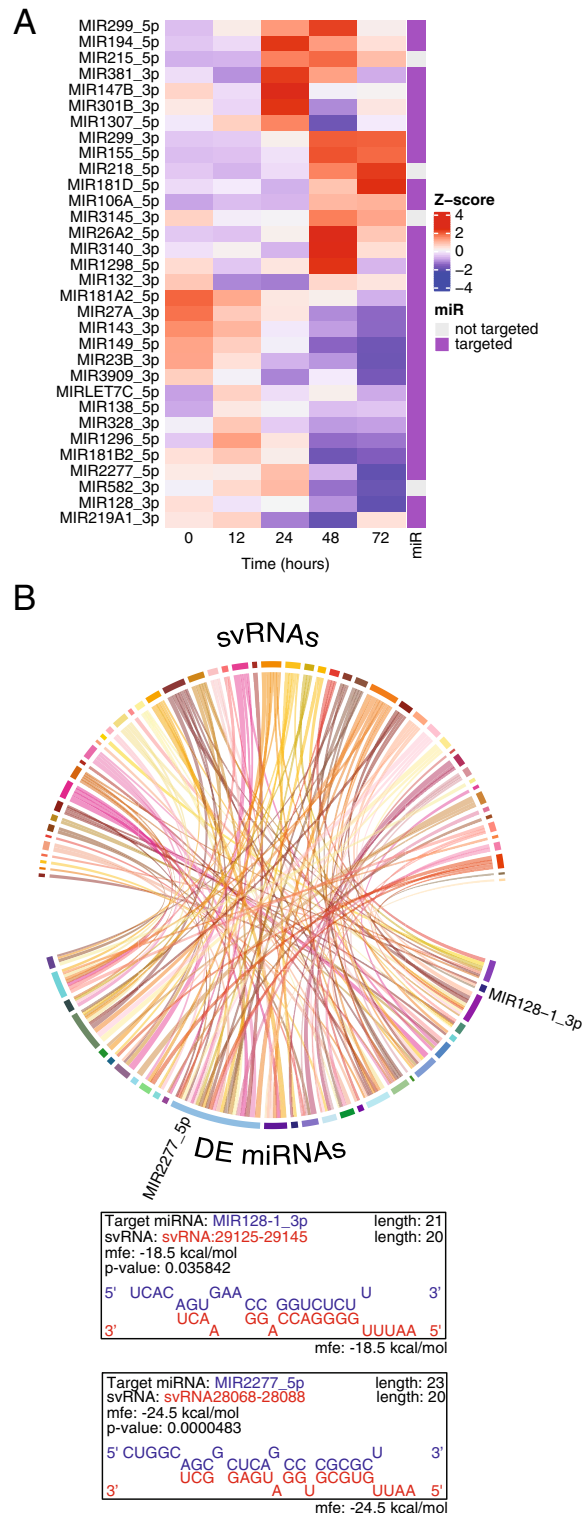 A
MIR299_5p
MIR194_5p
MIR215_5p
MIR381_3p
MIR147B_3p
MIR301B_3p
MIR1307_5p
MIR299_3p
MIR155_5p
MIR218_5p
MIR181D_5p
MIR106A_5p
MIR3145_3p
MIR26A2_5p
MIR3140_3p
MIR1298_5p
MIR132_3p
MIR181A2_5p
MIR27A_3p
MIR143_3p
MIR149_5p
MIR23B_3p
MIR3909_3p
MIRLET7C_5p
MIR138_5p
MIR328_3p
MIR1296_5p
MIR181B2_5p
MIR2277_5p
MIR582_3p
MIR128_3p
MIR219A1_3p
0 12 24 48 72 miR
Time (hours)
Z−score
4
2
0
−2
−4
miR
not targeted
targeted
B
svRNAs
MIR128−1_3p
MIR2277_5p
DE miRNAs
Target miRNA: MIR128-1_3p length: 21
svRNA: svRNA:29125-29145 length: 20
mfe: -18.5 kcal/mol
p-value: 0.035842
5' UCAC GAA U 3'
AGU CC GGUCUCU
UCA GG CCAGGGG
3' A A UUUAA 5'
mfe: -18.5 kcal/mol
Target miRNA: MIR2277_5p length: 23
svRNA: svRNA28068-28088 length: 20
mfe: -24.5 kcal/mol
p-value: 0.0000483
5' CUGGC G G U 3'
AGC CUCA CC CGCGC
UCG GAGU GG GCGUG
3' A U UUAA 5'
mfe: -24.5 kcal/mol